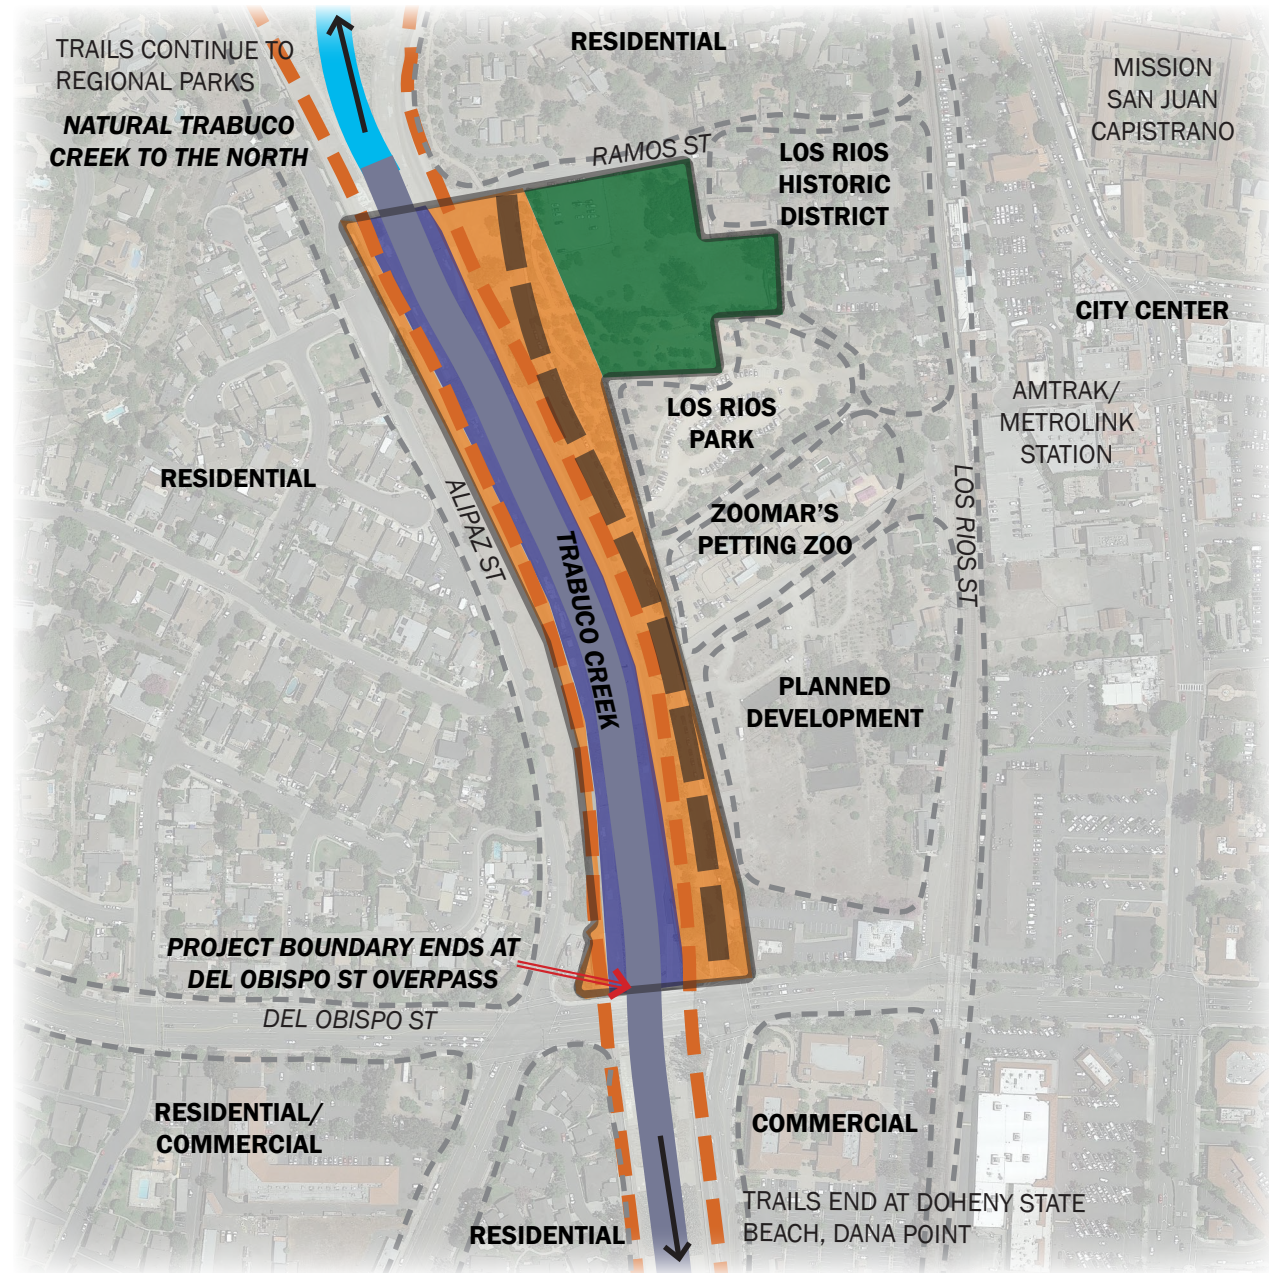 RESIDENTIAL
TRAILS CONTINUE TO
REGIONAL PARKS
NATURAL TRABUCO
CREEK TO THE NORTH
MISSION
SAN JUAN
CAPISTRANO
RAMOS ST
LOS RIOS
HISTORIC
DISTRICT
CITY CENTER
AMTRAK/
METROLINK
STATION
LOS RIOS
PARK
RESIDENTIAL
ALIPAZ ST
LOS RIOS ST
ZOOMAR'S
PETTING ZOO
TRABUCO CREEK
PLANNED
DEVELOPMENT
PROJECT BOUNDARY ENDS AT
DEL OBISPO ST OVERPASS
DEL OBISPO ST
RESIDENTIAL/
COMMERCIAL
COMMERCIAL
TRAILS END AT DOHENY STATE
BEACH, DANA POINT
RESIDENTIAL